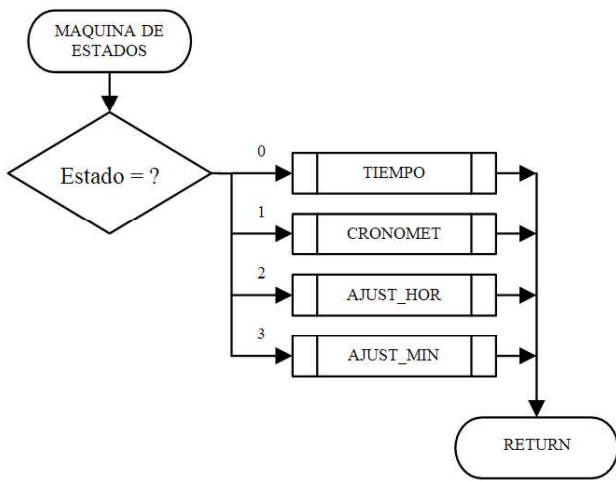 MAQUINA DE
ESTADOS
Estado = ?
0
TIEMPO
1
CRONOMET
2
AJUST_HOR
3
AJUST_MIN
RETURN